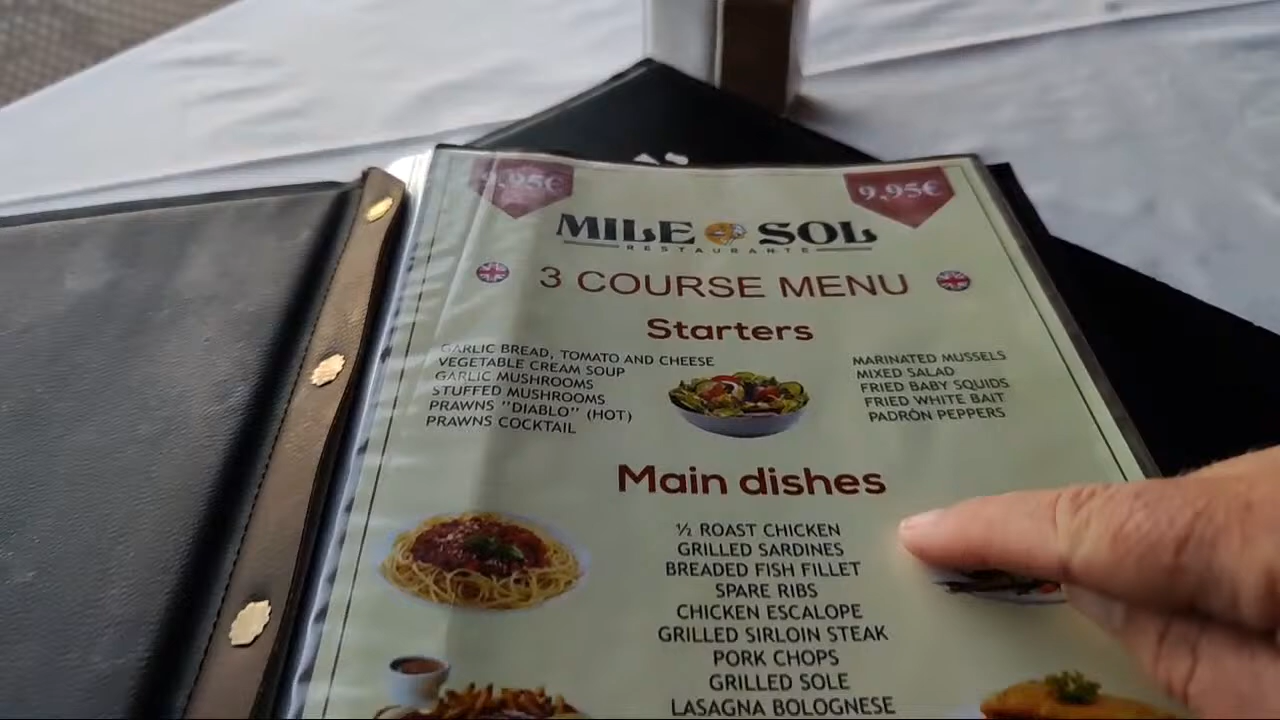 9,95€
9,95€
MILE SOL
RESTAURANTE
3 COURSE MENU
Starters
GARLIC BREAD, TOMATO AND CHEESE
VEGETABLE CREAM SOUP
GARLIC MUSHROOMS
STUFFED MUSHROOMS
PRAWNS "DIABLO" (HOT)
PRAWNS COCKTAIL
MARINATED MUSSELS
MIXED SALAD
FRIED BABY SQUIDS
FRIED WHITE BAIT
PADRÓN PEPPERS
Main dishes
½ ROAST CHICKEN
GRILLED SARDINES
BREADED FISH FILLET
SPARE RIBS
CHICKEN ESCALOPE
GRILLED SIRLOIN STEAK
PORK CHOPS
GRILLED SOLE
LASAGNA BOLOGNESE